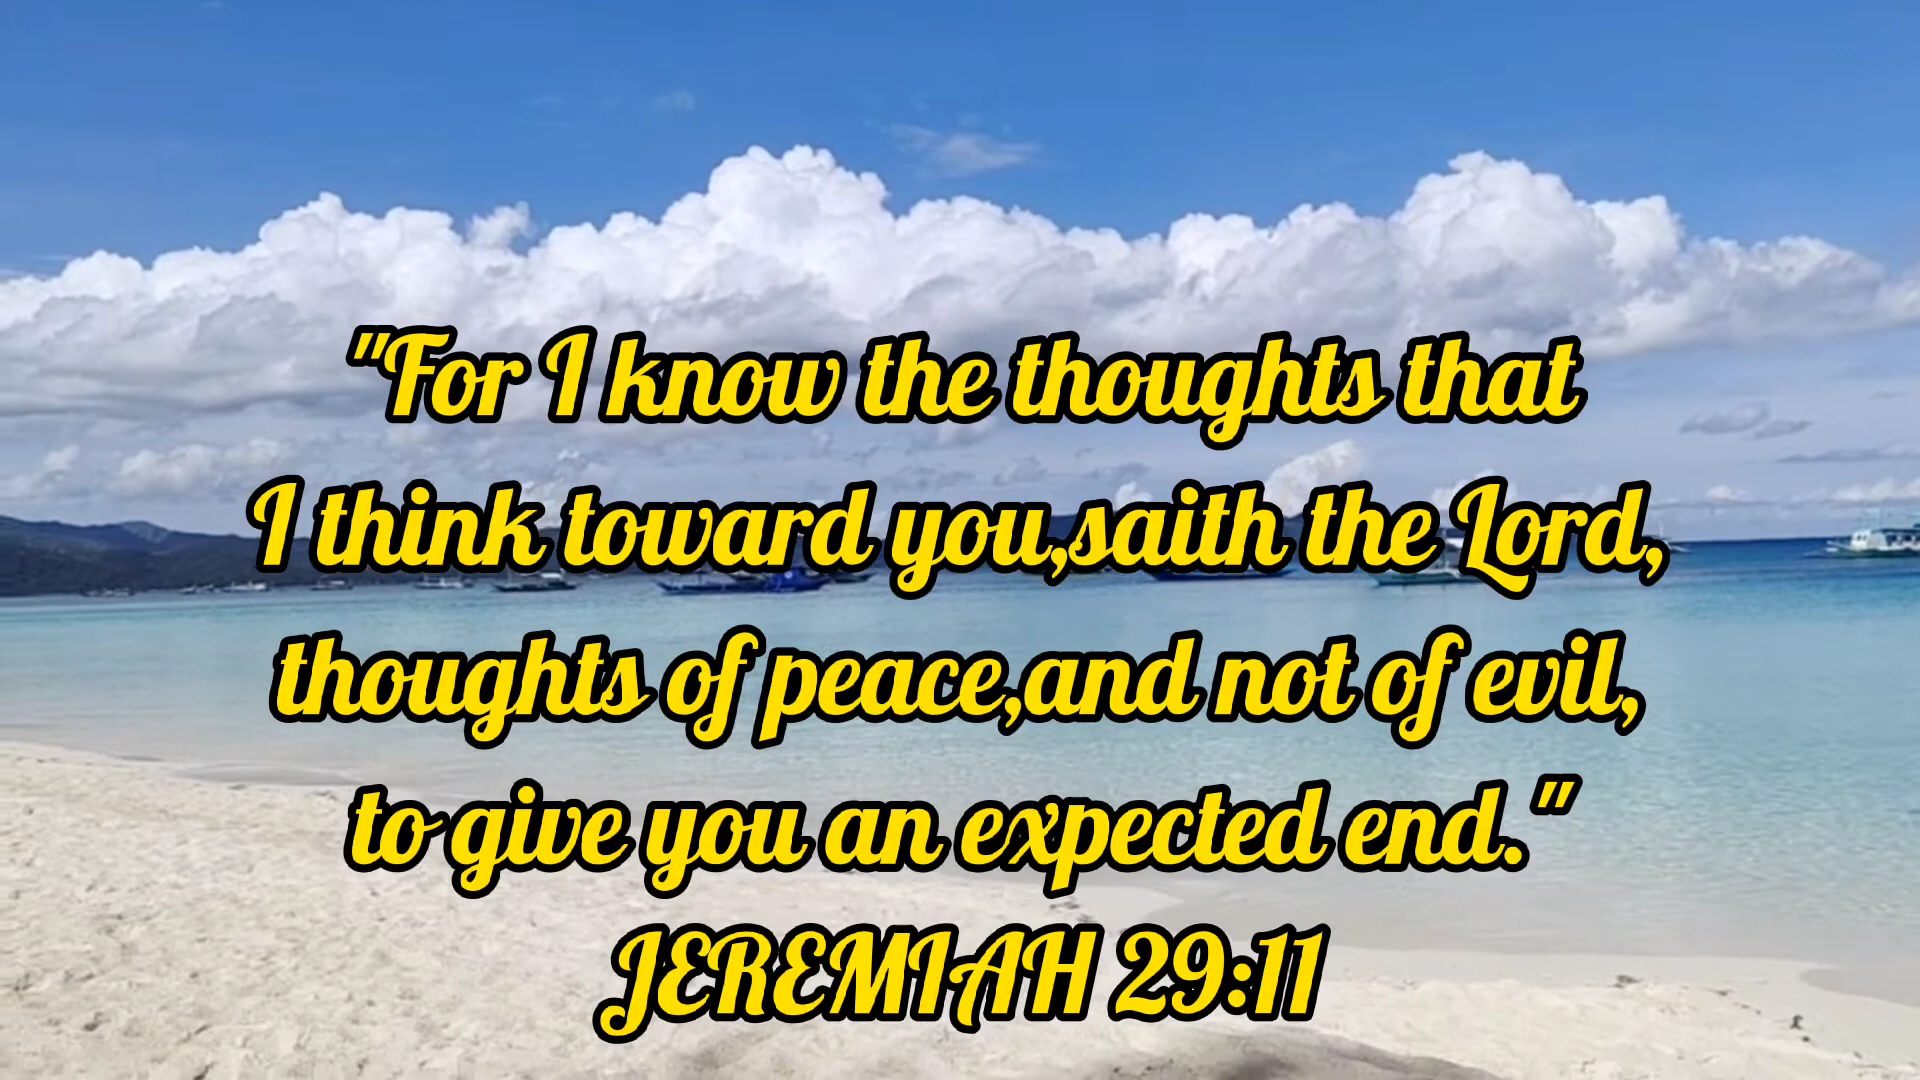 "For I know the thoughts that
I think toward you,saith the Lord,
thoughts of peace,and not of evil,
to give you an expected end."
JEREMIAH 29:11